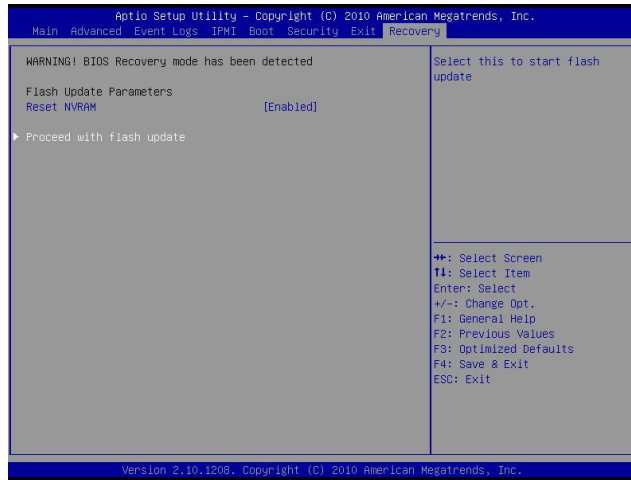 Aptio Setup Utility – Copyright (C) 2010 American Megatrends, Inc.
Main Advanced Event Logs IPMI Boot Security Exit Recovery
WARNING! BIOS Recovery mode has been detected
Flash Update Parameters
Reset NVRAM [Enabled]
▶ Proceed with flash update
Select this to start flash
update
→←: Select Screen
↑↓: Select Item
Enter: Select
+/-: Change Opt.
F1: General Help
F2: Previous Values
F3: Optimized Defaults
F4: Save & Exit
ESC: Exit
Version 2.10.1208. Copyright (C) 2010 American Megatrends, Inc.